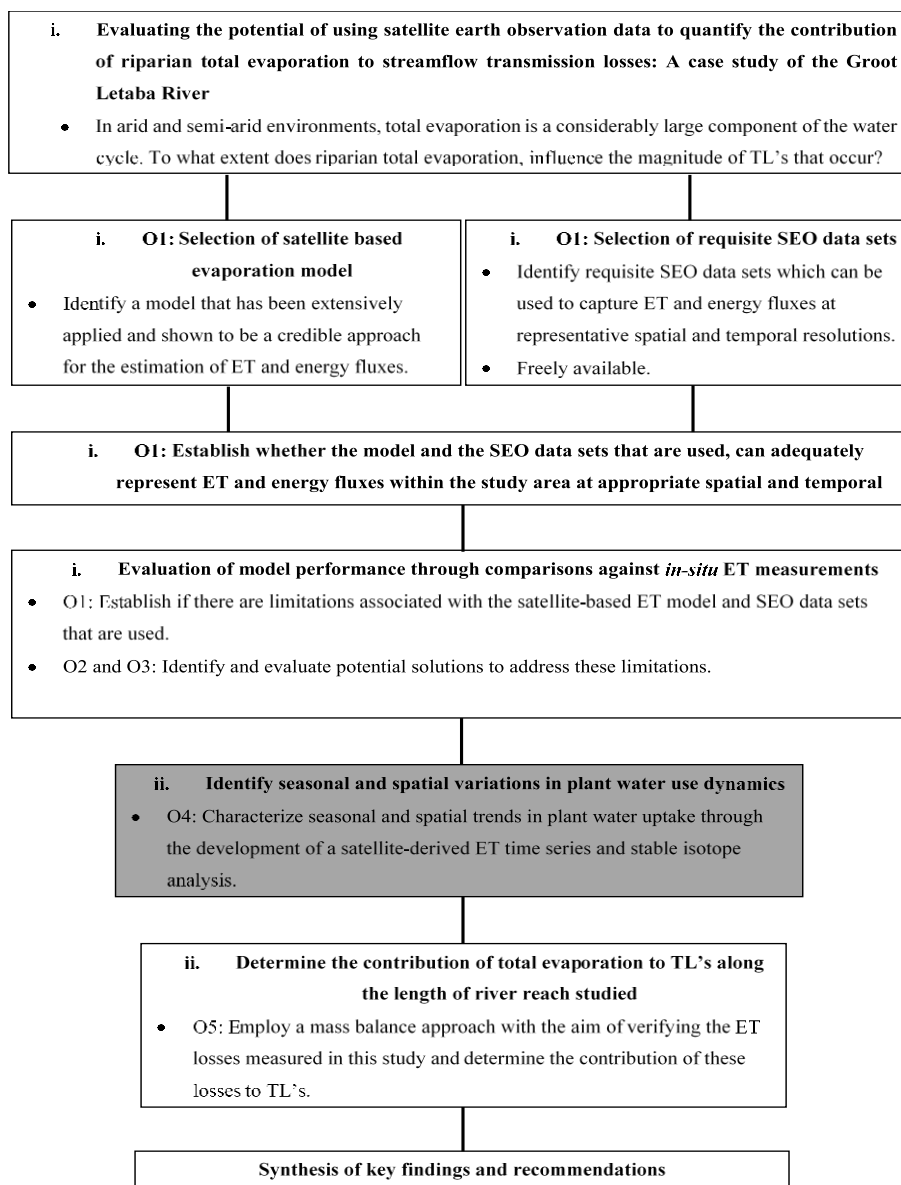 i. Evaluating the potential of using satellite earth observation data to quantify the contribution
of riparian total evaporation to streamflow transmission losses: A case study of the Groot
Letaba River
• In arid and semi-arid environments, total evaporation is a considerably large component of the water
cycle. To what extent does riparian total evaporation, influence the magnitude of TL's that occur?
i. O1: Selection of satellite based
evaporation model
• Identify a model that has been extensively
applied and shown to be a credible approach
for the estimation of ET and energy fluxes.
i. O1: Selection of requisite SEO data sets
• Identify requisite SEO data sets which can be
used to capture ET and energy fluxes at
representative spatial and temporal resolutions.
• Freely available.
i. O1: Establish whether the model and the SEO data sets that are used, can adequately
represent ET and energy fluxes within the study area at appropriate spatial and temporal
i. Evaluation of model performance through comparisons against in-situ ET measurements
• O1: Establish if there are limitations associated with the satellite-based ET model and SEO data sets
that are used.
• O2 and O3: Identify and evaluate potential solutions to address these limitations.
ii. Identify seasonal and spatial variations in plant water use dynamics
• O4: Characterize seasonal and spatial trends in plant water uptake through
the development of a satellite-derived ET time series and stable isotope
analysis.
ii. Determine the contribution of total evaporation to TL's along
the length of river reach studied
• O5: Employ a mass balance approach with the aim of verifying the ET
losses measured in this study and determine the contribution of these
losses to TL's.
Synthesis of key findings and recommendations